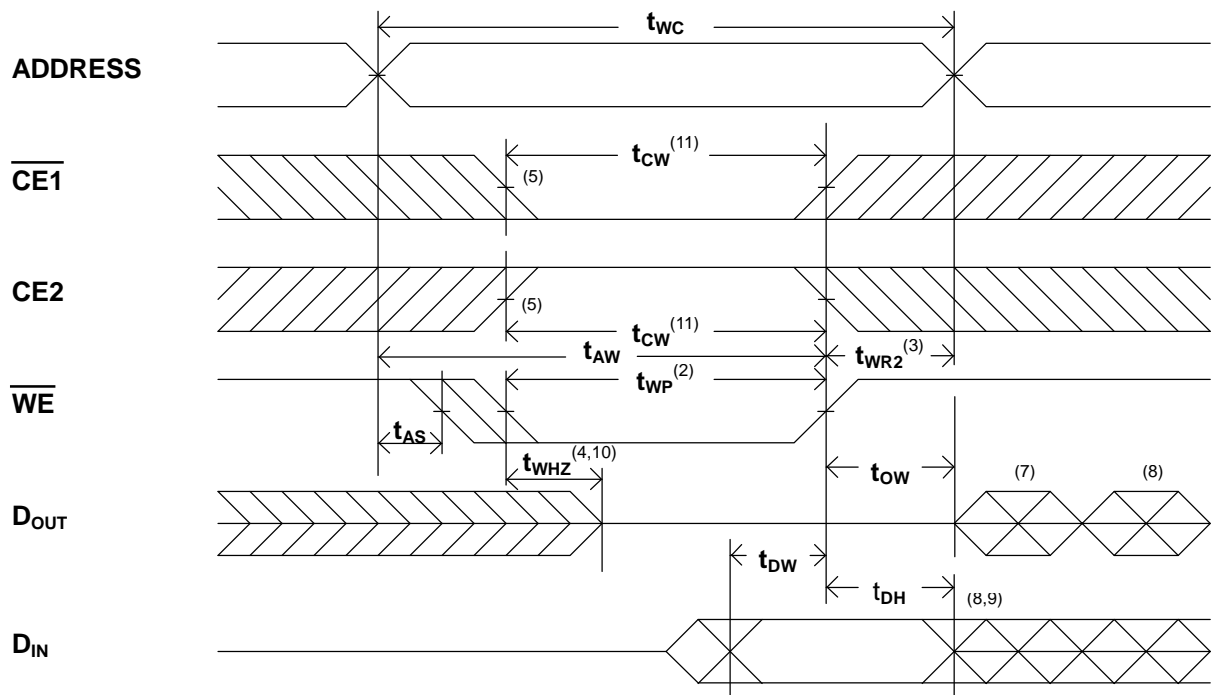 tWC
ADDRESS
CE1
tCW(11)
(5)
CE2
(5)
tCW(11)
tAW
tWR2(3)
WE
tWP(2)
tAS
tWHZ(4,10)
tOW
DOUT
(7)
(8)
tDW
tDH
(8,9)
DIN